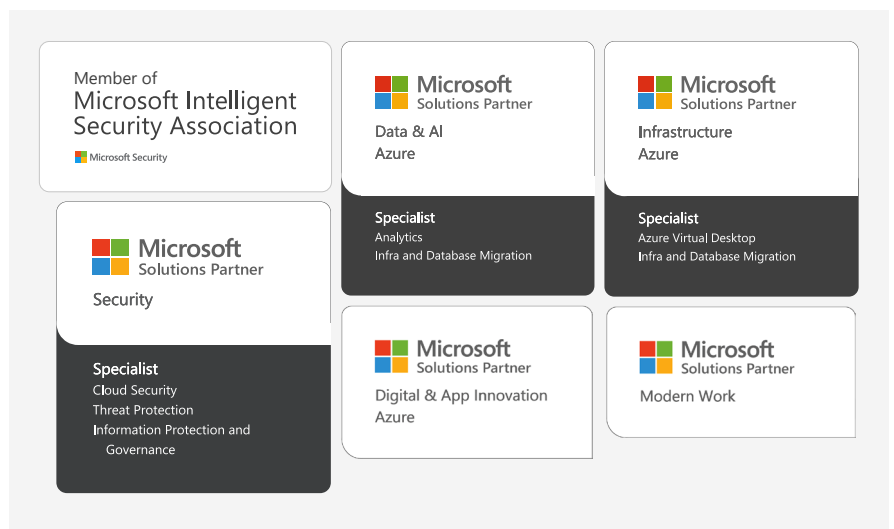 Member of
Microsoft Intelligent
Security Association
Microsoft Security
Microsoft
Solutions Partner
Data & AI
Azure
Specialist
Analytics
Infra and Database Migration
Microsoft
Solutions Partner
Infrastructure
Azure
Specialist
Azure Virtual Desktop
Infra and Database Migration
Microsoft
Solutions Partner
Security
Specialist
Cloud Security
Threat Protection
Information Protection and
Governance
Microsoft
Solutions Partner
Digital & App Innovation
Azure
Microsoft
Solutions Partner
Modern Work